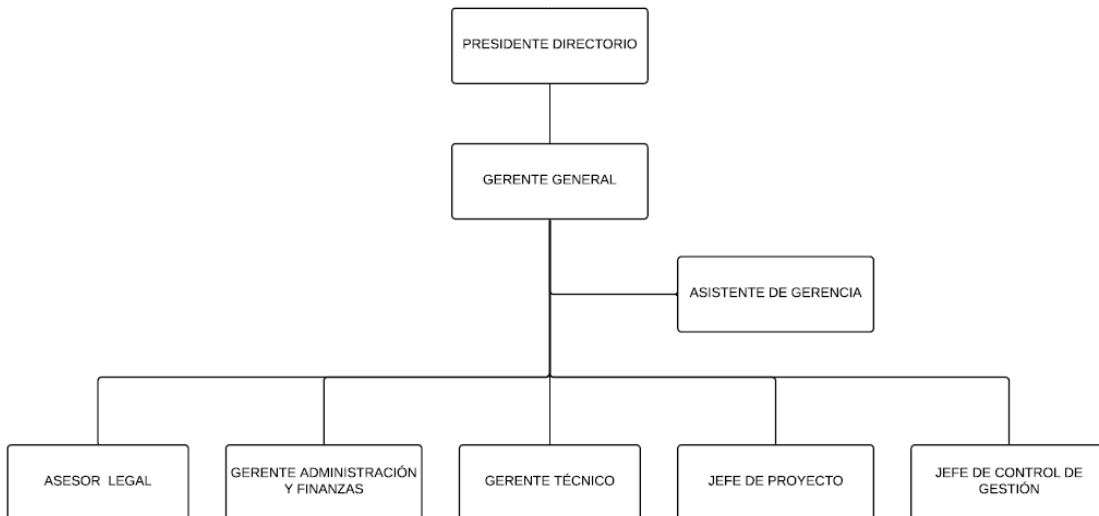 PRESIDENTE DIRECTORIO
GERENTE GENERAL
ASISTENTE DE GERENCIA
ASESOR LEGAL
GERENTE ADMINISTRACIÓN
Y FINANZAS
GERENTE TÉCNICO
JEFE DE PROYECTO
JEFE DE CONTROL DE
GESTIÓN